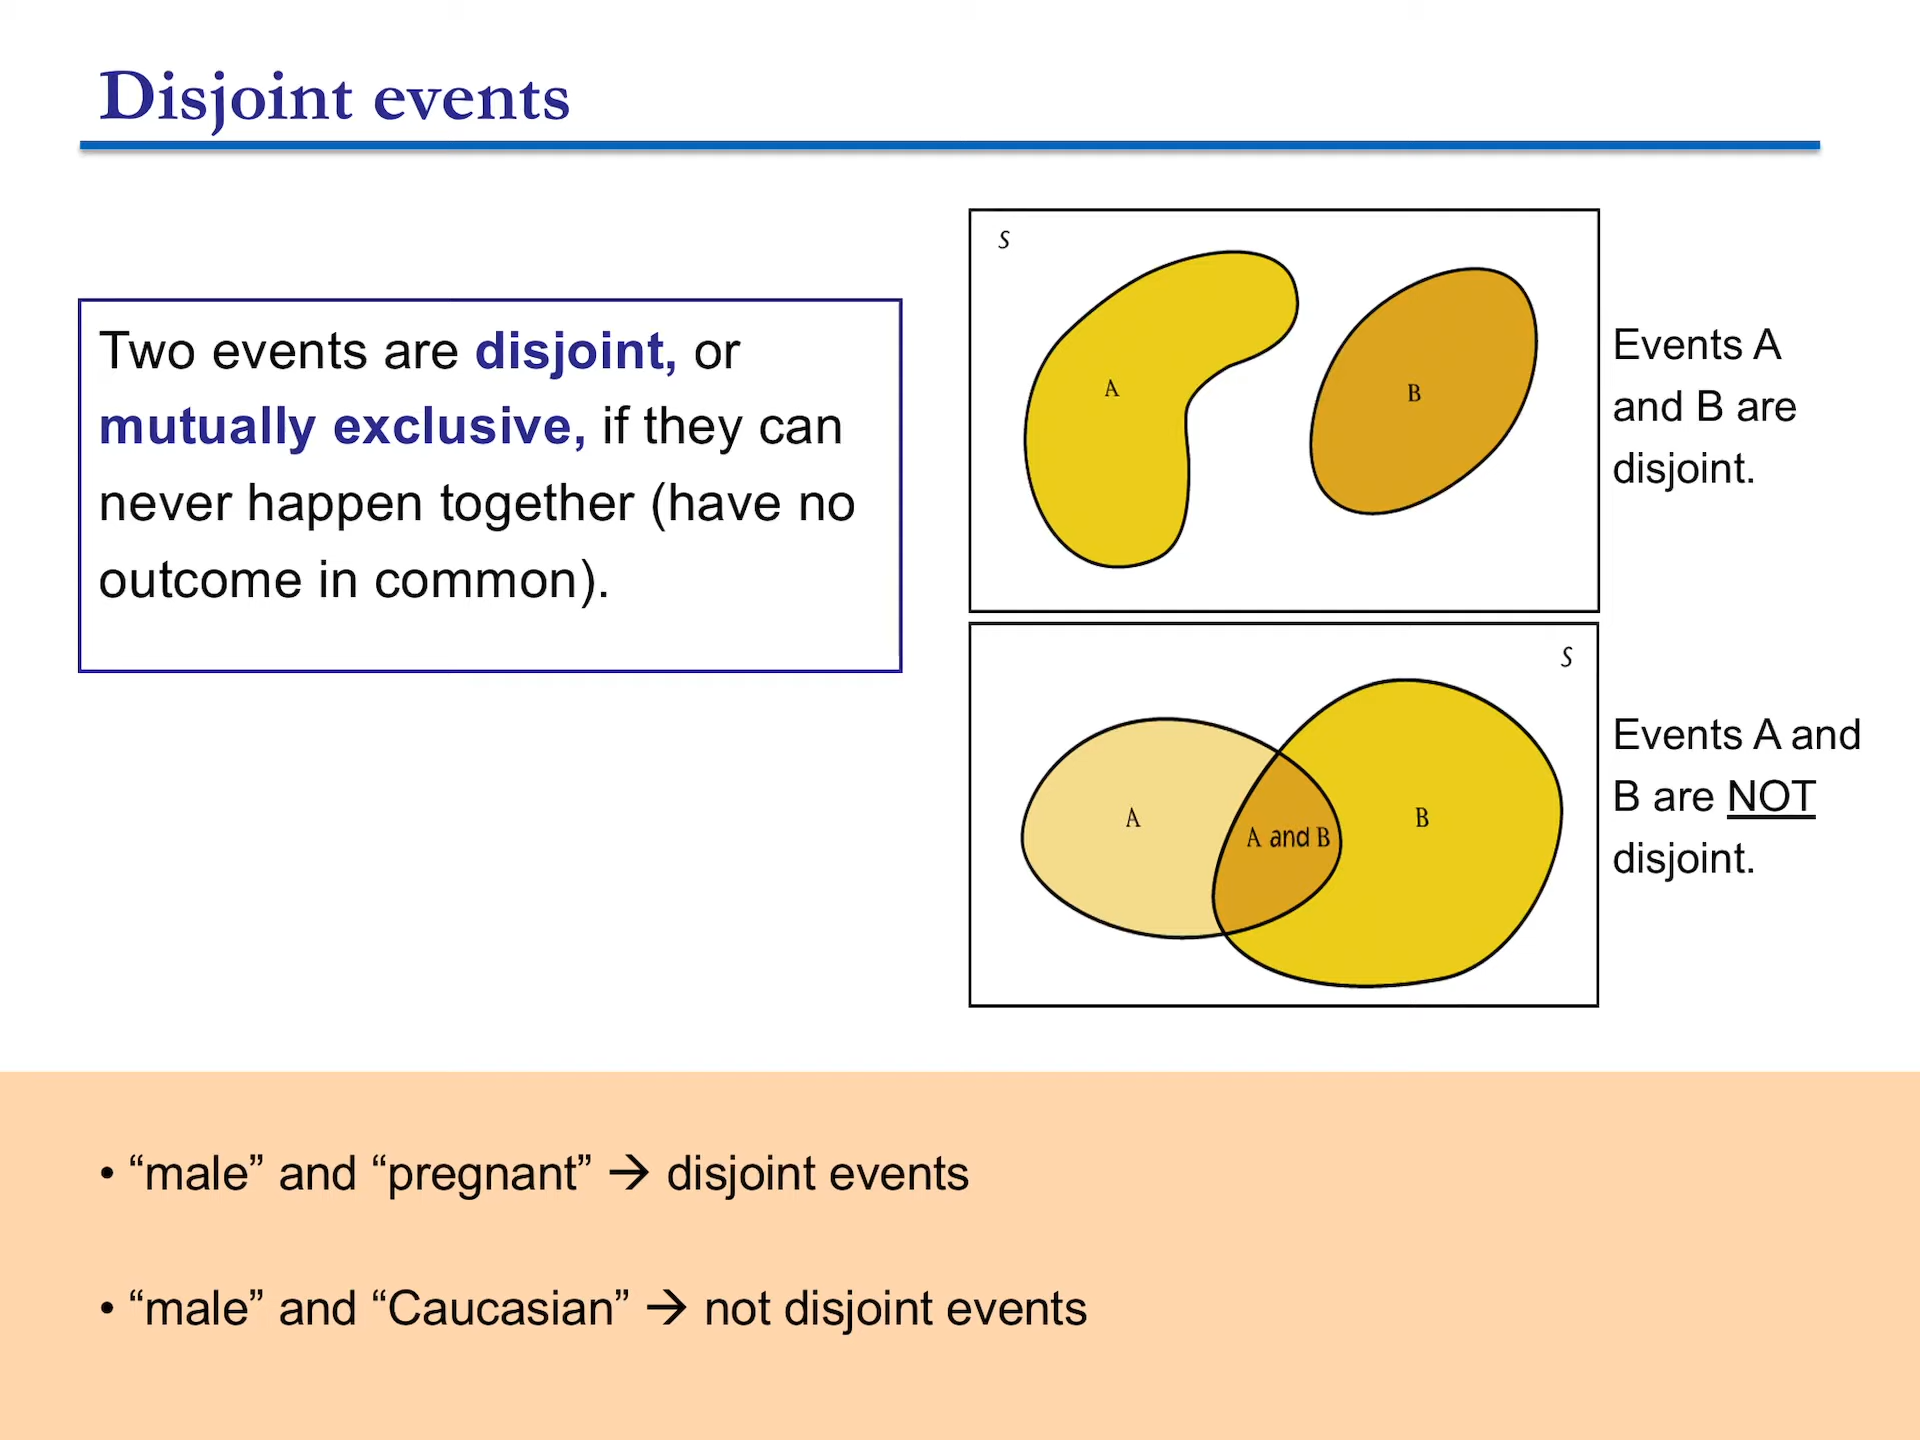 Disjoint events
Two events are disjoint, or
mutually exclusive, if they can
never happen together (have no
outcome in common).
S
A
B
Events A
and B are
disjoint.
S
A
A and B
B
Events A and
B are NOT
disjoint.
• “male” and “pregnant” → disjoint events
• “male” and “Caucasian” → not disjoint events